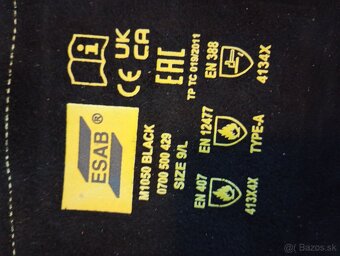 UK
CA
CE EAC
TP TC 019/2011
EN 388
4134X
ESAB
M1050 BLACK
0700 500 429
SIZE 9/L
EN 12477
TYPE-A
EN 407
413X4X
Bazos.sk